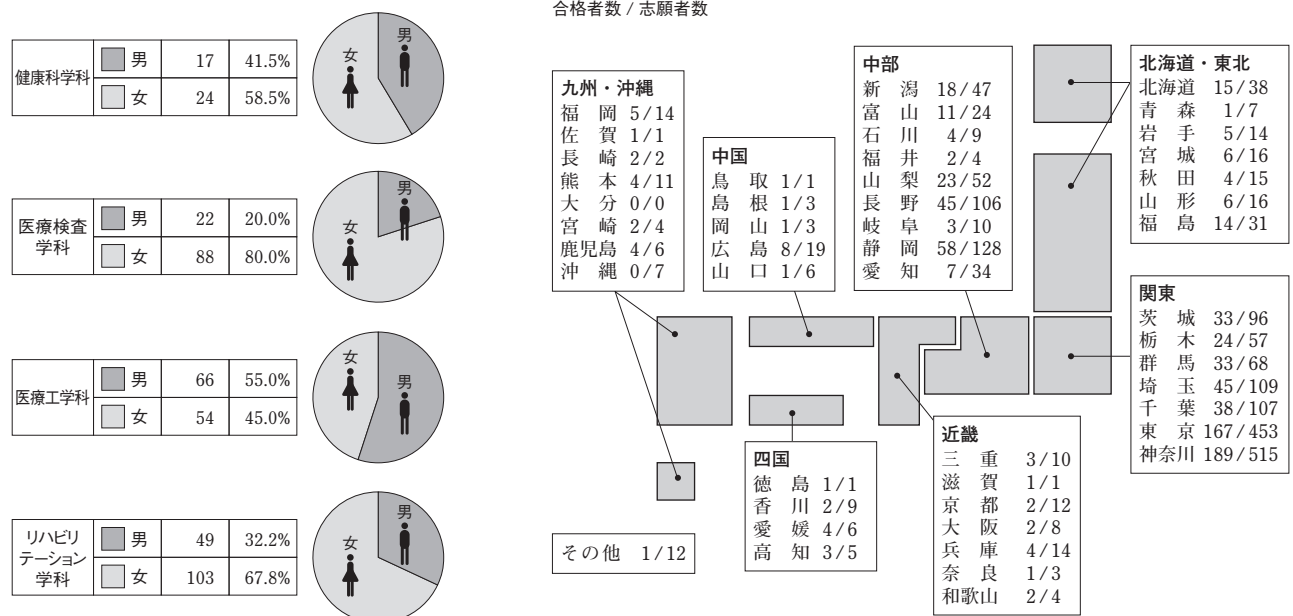 合格者数 / 志願者数
健康科学科
男 17 41.5%
女 24 58.5%
女
男
医療検査
学科
男 22 20.0%
女 88 80.0%
女
男
医療工学科
男 66 55.0%
女 54 45.0%
女
男
リハビリ
テーション
学科
男 49 32.2%
女 103 67.8%
女
男
九州・沖縄
福岡 5/14
佐賀 1/1
長崎 2/2
熊本 4/11
大分 0/0
宮崎 2/4
鹿児島 4/6
沖縄 0/7
中国
鳥取 1/1
島根 1/3
岡山 1/3
広島 8/19
山口 1/6
中部
新潟 18/47
富山 11/24
石川 4/9
福井 2/4
山梨 23/52
長野 45/106
岐阜 3/10
静岡 58/128
愛知 7/34
北海道・東北
北海道 15/38
青森 1/7
岩手 5/14
宮城 6/16
秋田 4/15
山形 6/16
福島 14/31
関東
茨城 33/96
栃木 24/57
群馬 33/68
埼玉 45/109
千葉 38/107
東京 167/453
神奈川 189/515
近畿
三重 3/10
滋賀 1/1
京都 2/12
大阪 2/8
兵庫 4/14
奈良 1/3
和歌山 2/4
四国
徳島 1/1
香川 2/9
愛媛 4/6
高知 3/5
その他 1/12